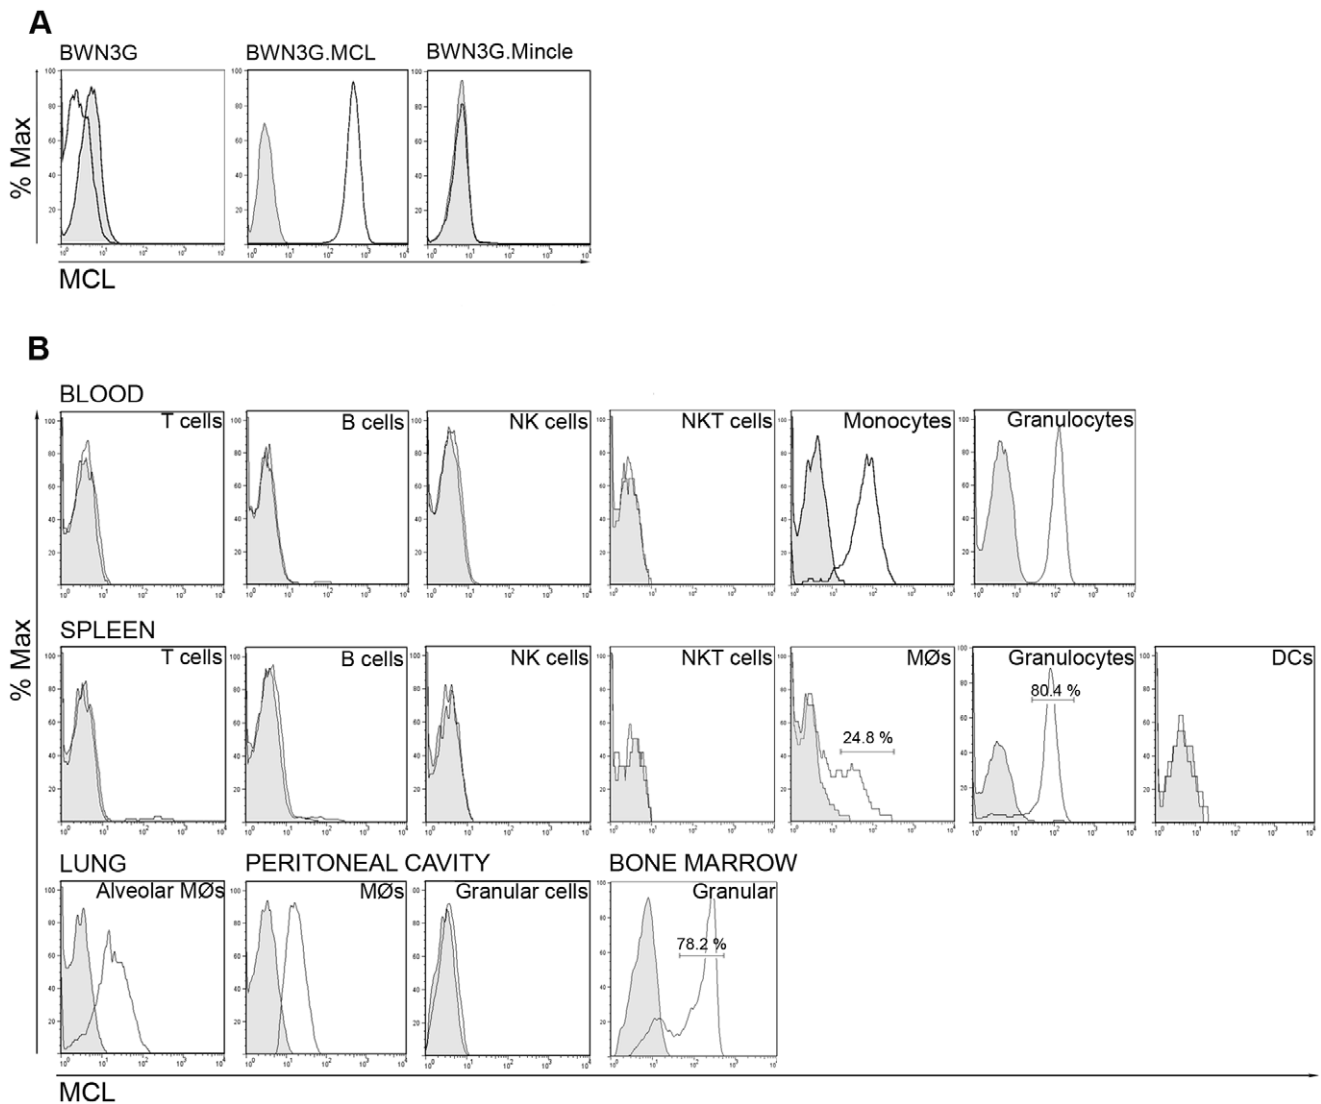 A
BWN3G BWN3G.MCL BWN3G.Mincle
% Max
MCL
B
BLOOD
T cells B cells NK cells NKT cells Monocytes Granulocytes
SPLEEN
T cells B cells NK cells NKT cells MØs Granulocytes DCs
24.8 %
80.4 %
% Max
LUNG PERITONEAL CAVITY BONE MARROW
Alveolar MØs MØs Granular cells Granular
78.2 %
MCL